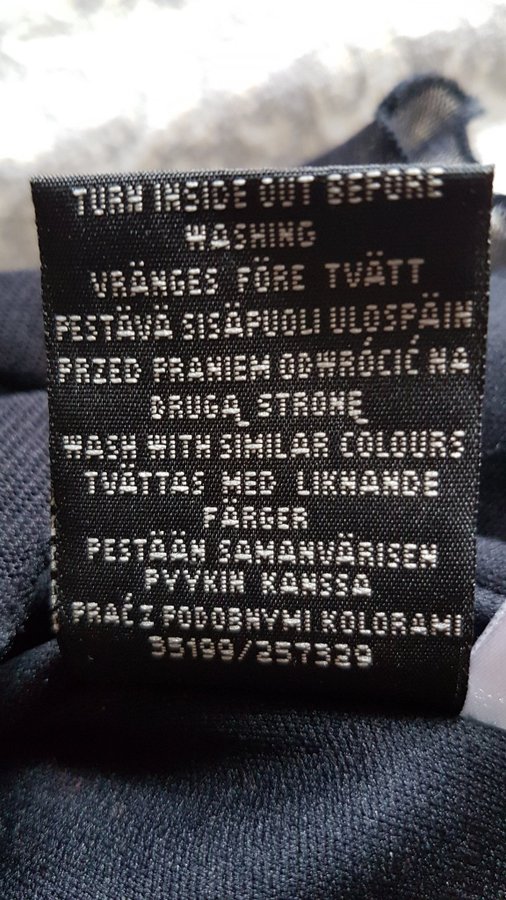 TURN INSIDE OUT BEFORE
WASHING
VRÄNGES FÖRE TVÄTT
PESTÄVÄ SISÄPUOLI ULOSPÄIN
PRZED PRANIEM ODWRÓCIĆ NA
DRUGĄ STRONĘ
WASH WITH SIMILAR COLOURS
TVÄTTAS MED LIKNANDE
FÄRGER
PESTÄÄN SAMANVÄRISEN
PYYKIN KANSSA
PRAĆ Z PODOBNYMI KOLORAMI
35199/257329